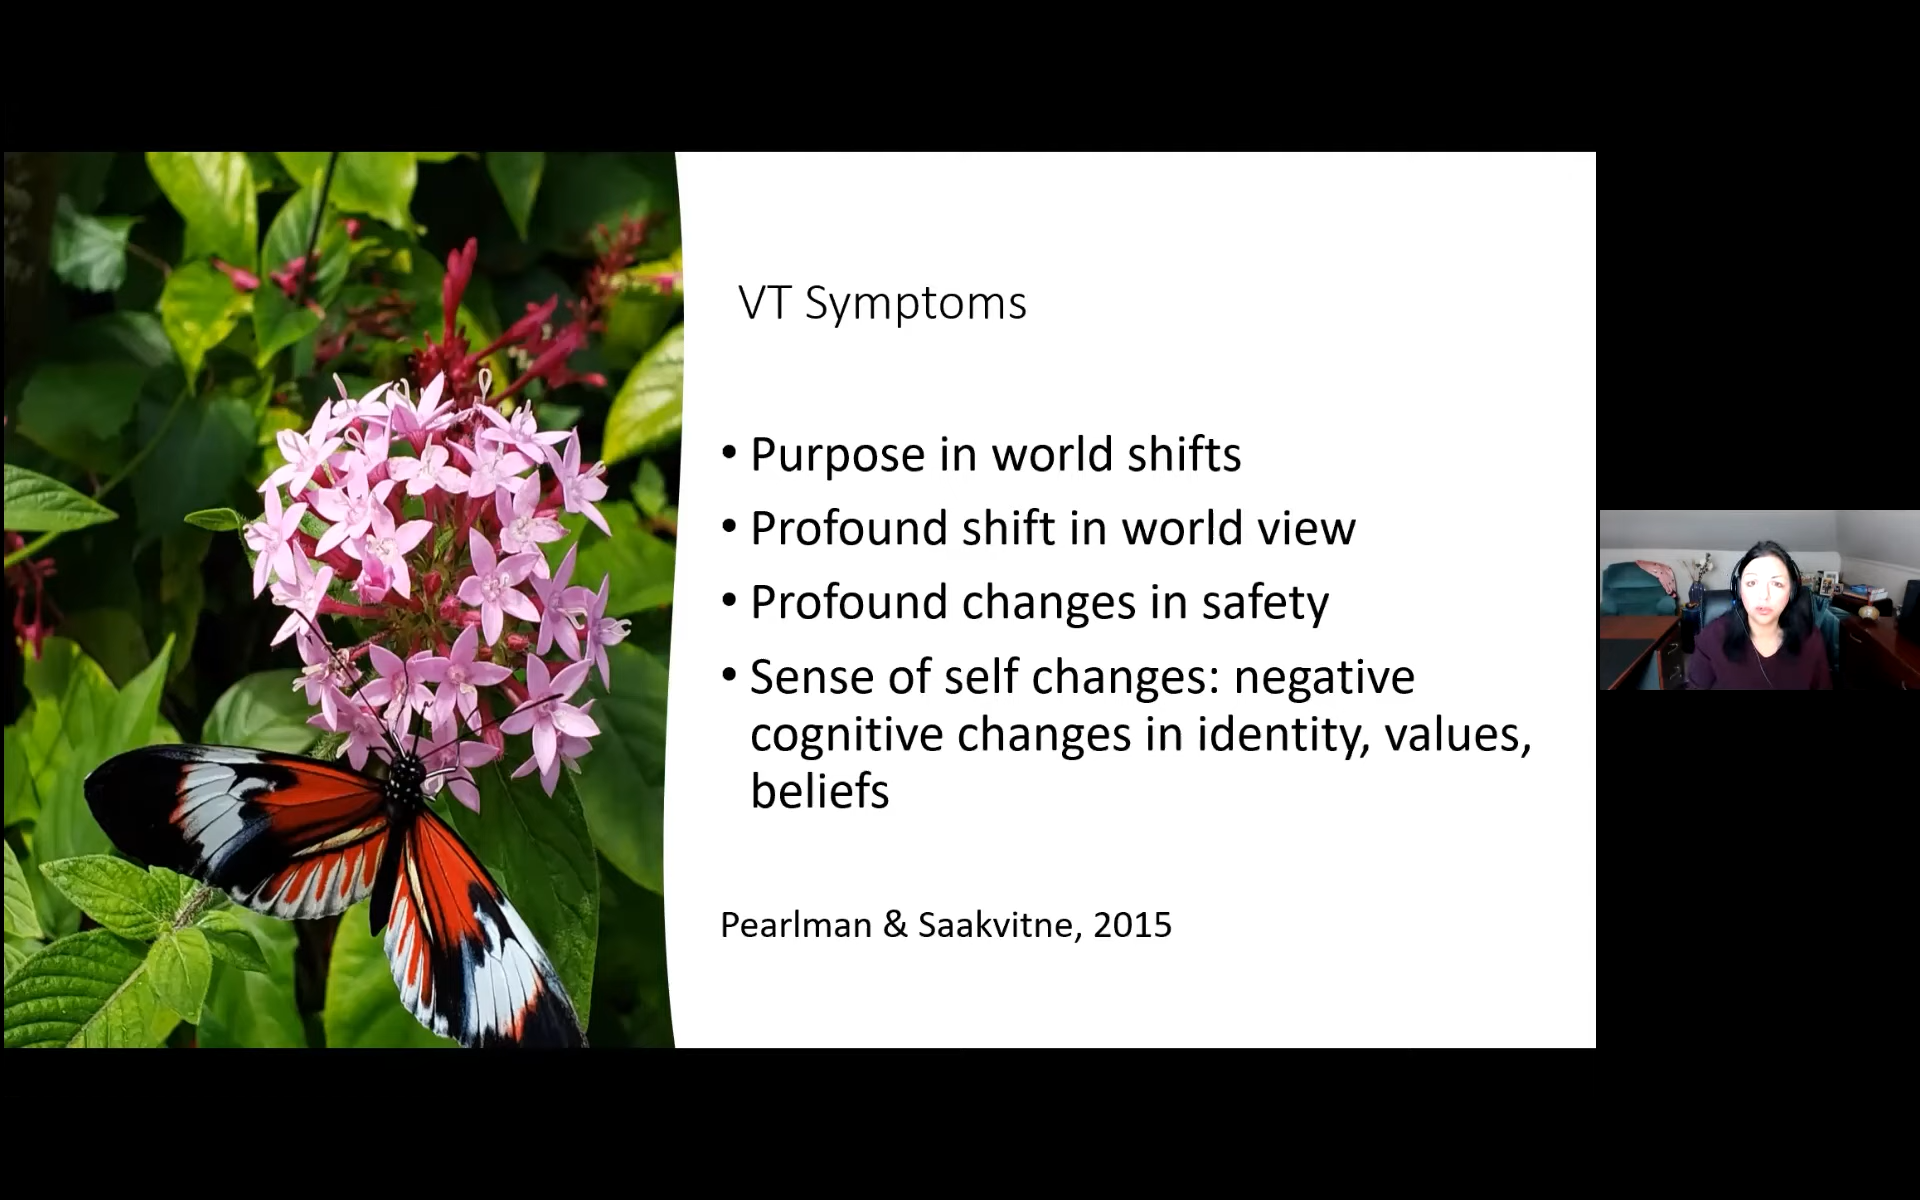 VT Symptoms
• Purpose in world shifts
• Profound shift in world view
• Profound changes in safety
• Sense of self changes: negative
cognitive changes in identity, values,
beliefs
Pearlman & Saakvitne, 2015